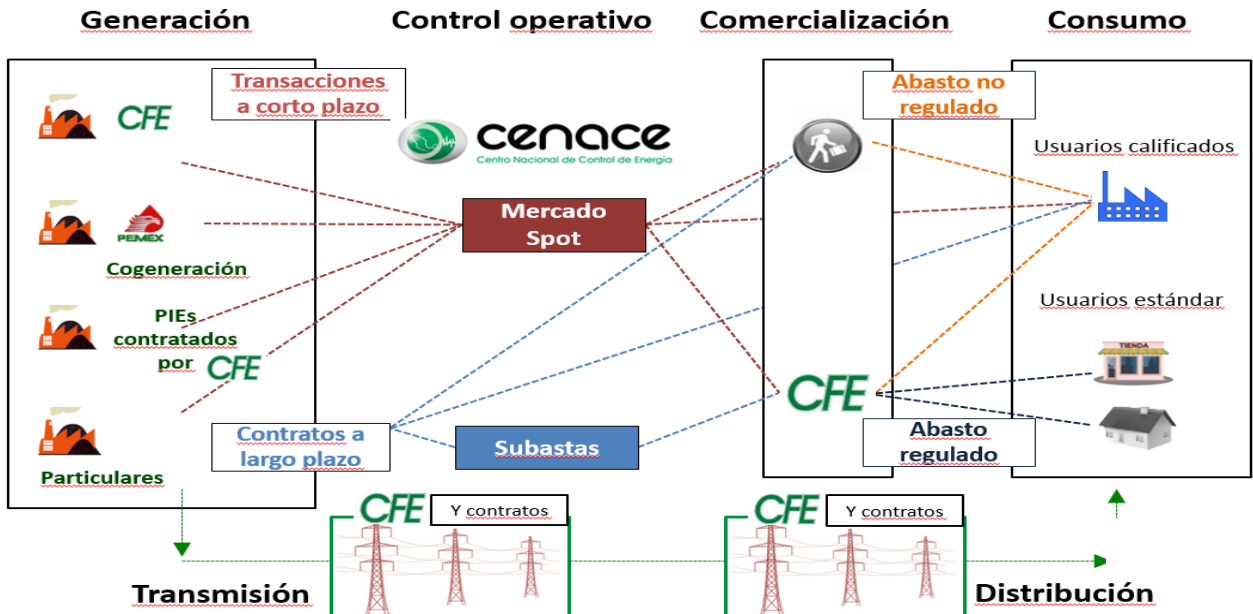 Generación
Control operativo
Comercialización
Consumo
Transacciones
a corto plazo
CFE
cenace
Centro Nacional de Control de Energía
Abasto no
regulado
Usuarios calificados
PEMEX
Cogeneración
Mercado
Spot
PIEs
contratados
por CFE
Usuarios estándar
TIENDA
CFE
Particulares
Contratos a
largo plazo
Subastas
Abasto
regulado
CFE
Y contratos
CFE
Y contratos
Transmisión
Distribución